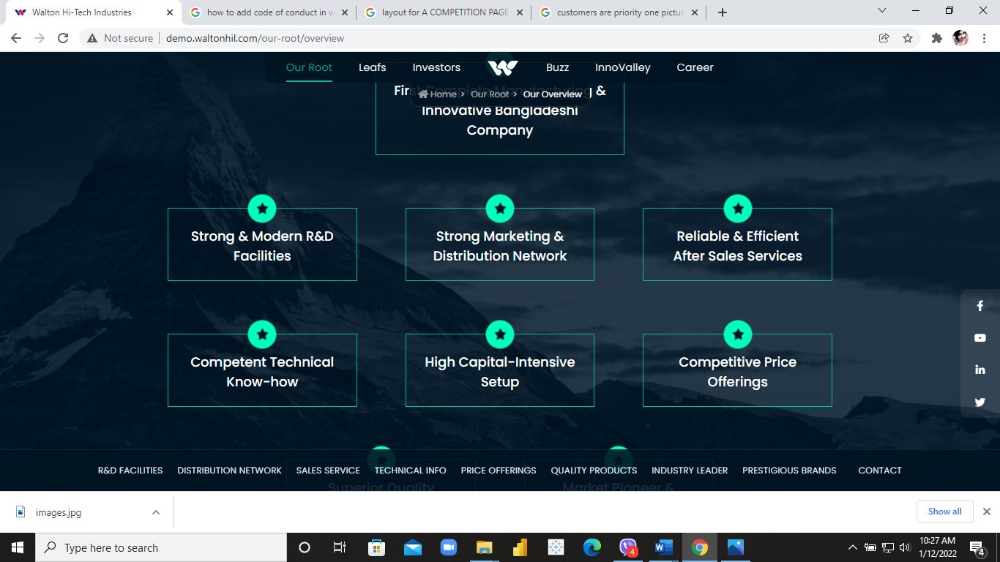 Walton Hi-Tech Industries
how to add code of conduct in w
layout for A COMPETITION PAGE
customers are priority one pictur
Not secure
demo.waltonhil.com/our-root/overview
Our Root
Leafs
Investors
Buzz
InnoValley
Career
First Complete Manufacturing &
Home > Our Root > Our Overview
Innovative Bangladeshi
Company
Strong & Modern R&D
Facilities
Strong Marketing &
Distribution Network
Reliable & Efficient
After Sales Services
Competent Technical
Know-how
High Capital-Intensive
Setup
Competitive Price
Offerings
R&D FACILITIES
DISTRIBUTION NETWORK
SALES SERVICE
TECHNICAL INFO
PRICE OFFERINGS
QUALITY PRODUCTS
INDUSTRY LEADER
PRESTIGIOUS BRANDS
CONTACT
Superior Quality
Market Pioneer &
images.jpg
Show all
Type here to search
4
10:27 AM
1/12/2022
4